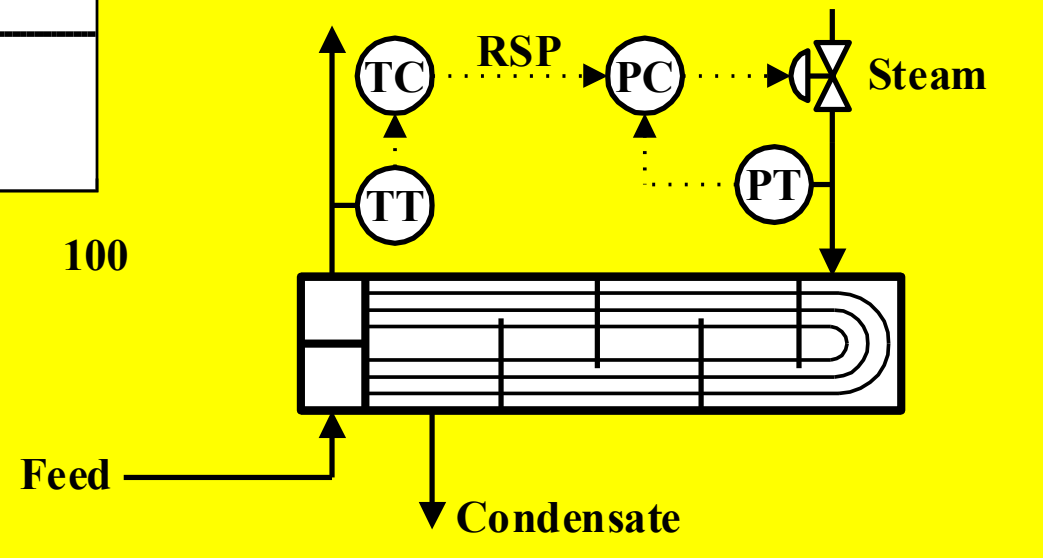 RSP
TC
PC
Steam
TT
PT
100
Feed
Condensate